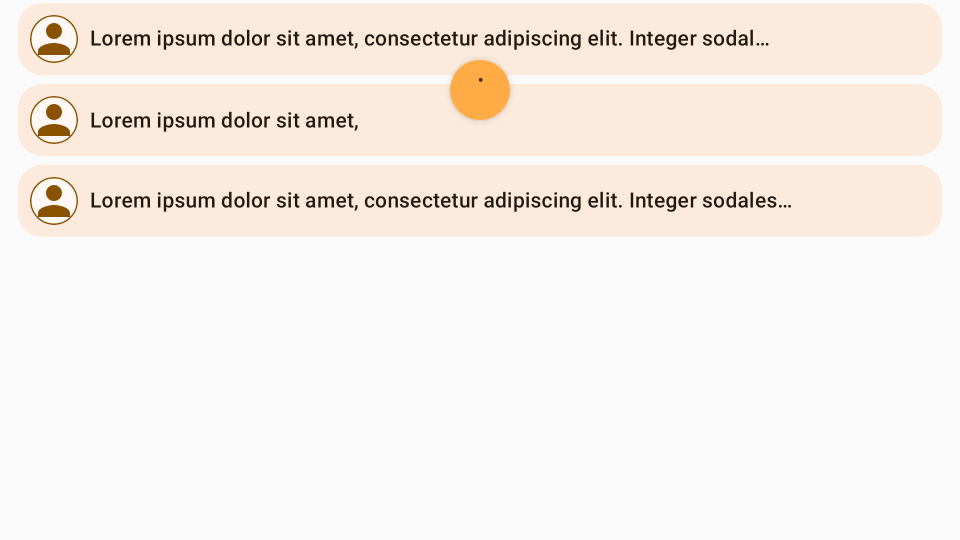 Lorem ipsum dolor sit amet, consectetur adipiscing elit. Integer sodal…
Lorem ipsum dolor sit amet,
Lorem ipsum dolor sit amet, consectetur adipiscing elit. Integer sodales…